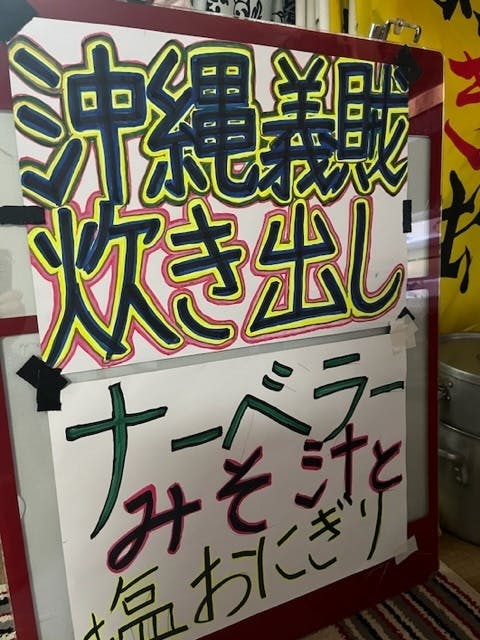 沖縄義賊
炊き出し
ナーベラー
みそ汁と
塩おにぎり